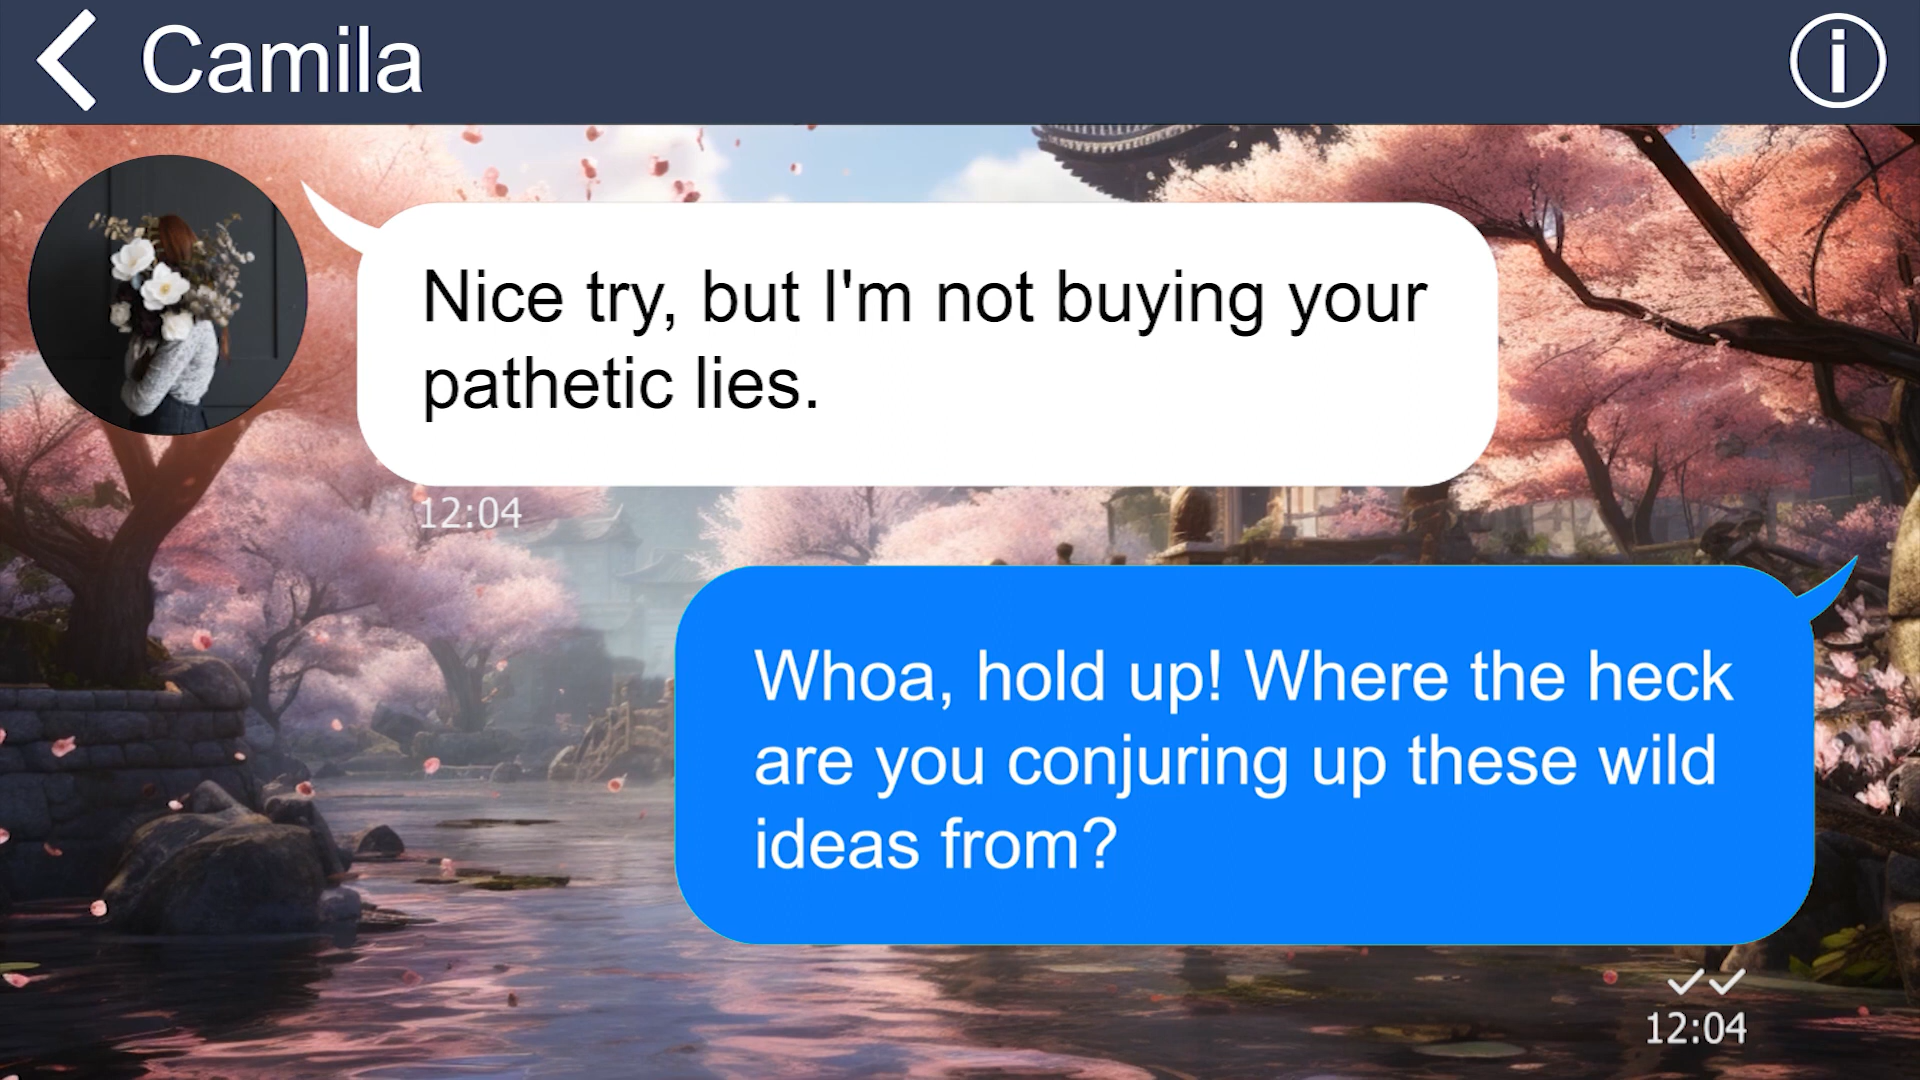 Camila
Nice try, but I'm not buying your
pathetic lies.
12:04
Whoa, hold up! Where the heck
are you conjuring up these wild
ideas from?
12:04